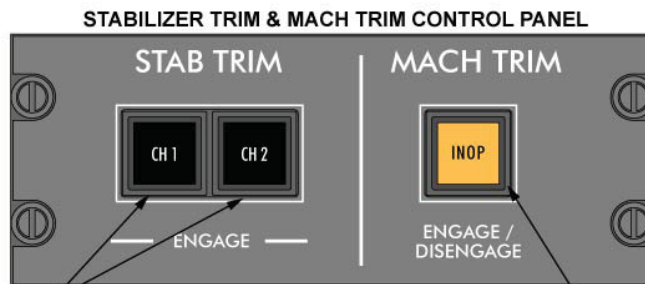 STABILIZER TRIM & MACH TRIM CONTROL PANEL
STAB TRIM
MACH TRIM
CH 1
CH 2
INOP
ENGAGE
ENGAGE /
DISENGAGE